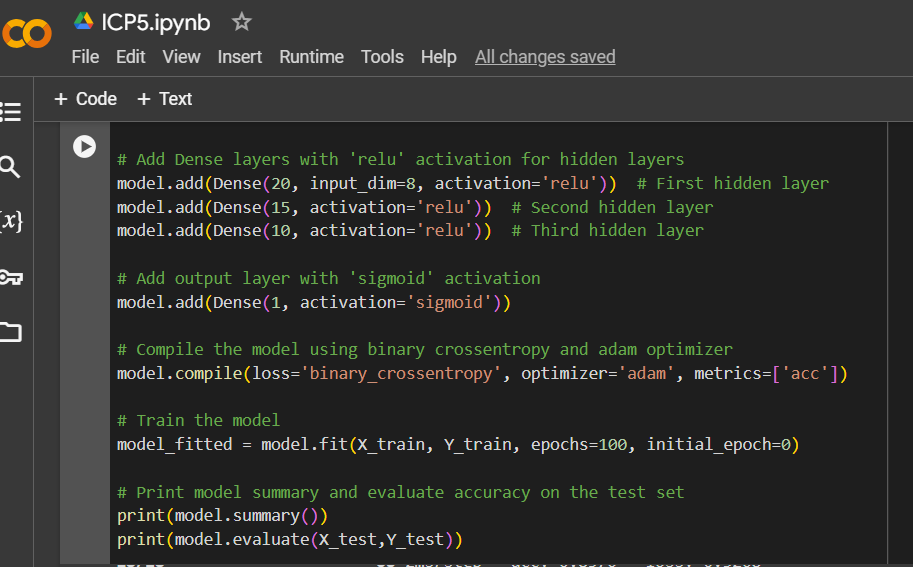 ICP5.ipynb
File Edit View Insert Runtime Tools Help All changes saved
+ Code + Text
{x}
# Add Dense layers with 'relu' activation for hidden layers
model.add(Dense(20, input_dim=8, activation='relu'))  # First hidden layer
model.add(Dense(15, activation='relu'))  # Second hidden layer
model.add(Dense(10, activation='relu'))  # Third hidden layer
# Add output layer with 'sigmoid' activation
model.add(Dense(1, activation='sigmoid'))
# Compile the model using binary crossentropy and adam optimizer
model.compile(loss='binary_crossentropy', optimizer='adam', metrics=['acc'])
# Train the model
model_fitted = model.fit(X_train, Y_train, epochs=100, initial_epoch=0)
# Print model summary and evaluate accuracy on the test set
print(model.summary())
print(model.evaluate(X_test,Y_test))